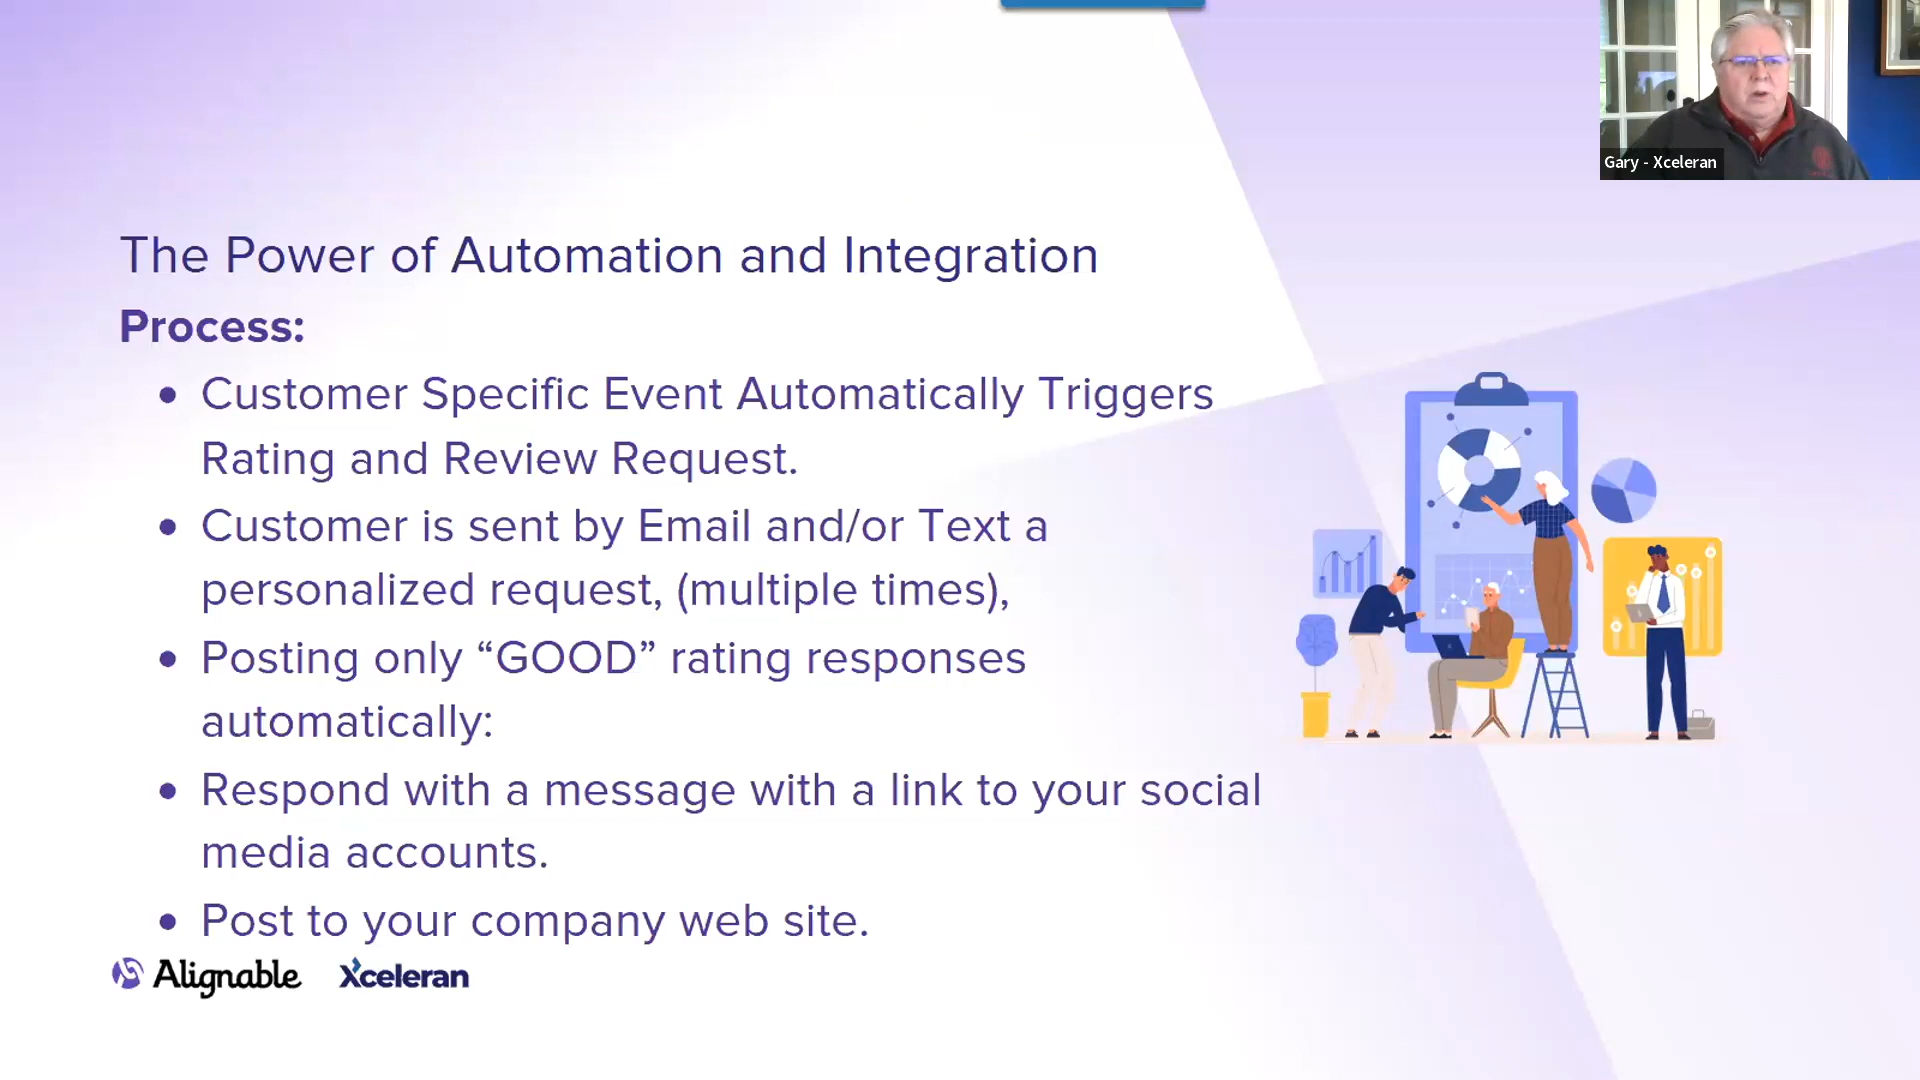 Gary - Xceleran
The Power of Automation and Integration
Process:
• Customer Specific Event Automatically Triggers
Rating and Review Request.
• Customer is sent by Email and/or Text a
personalized request, (multiple times),
• Posting only “GOOD” rating responses
automatically:
• Respond with a message with a link to your social
media accounts.
• Post to your company web site.
Alignable
Xceleran